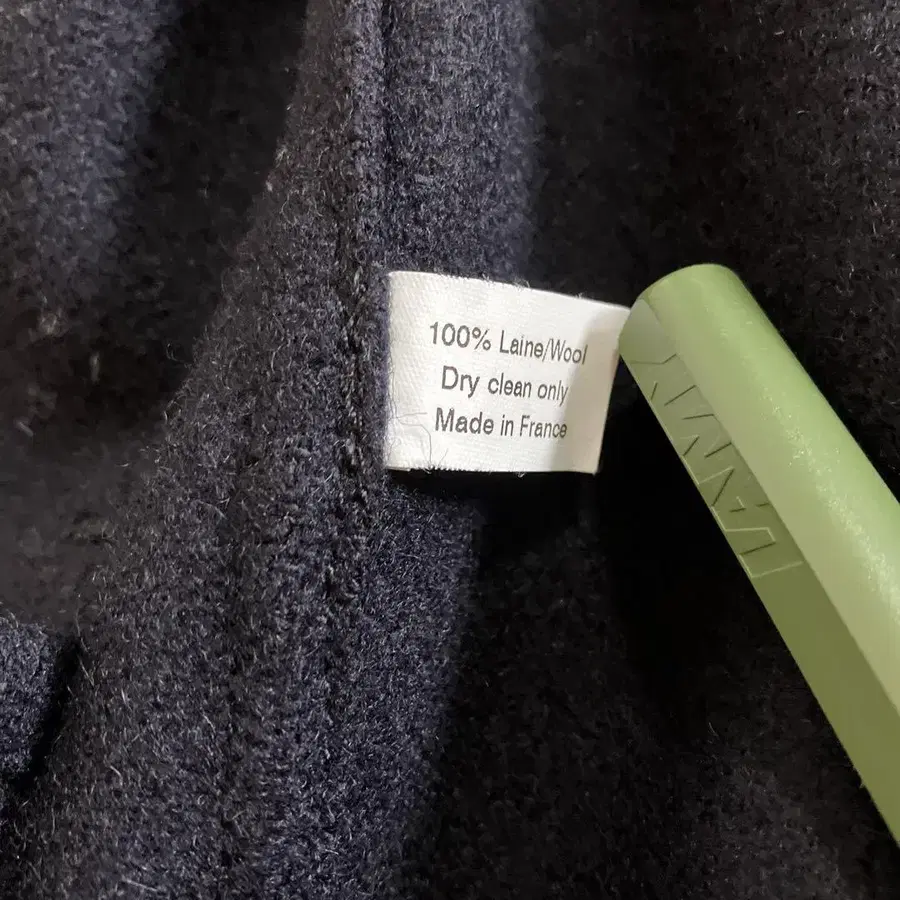 100% Laine/Wool
Dry clean only
Made in France
LAMY